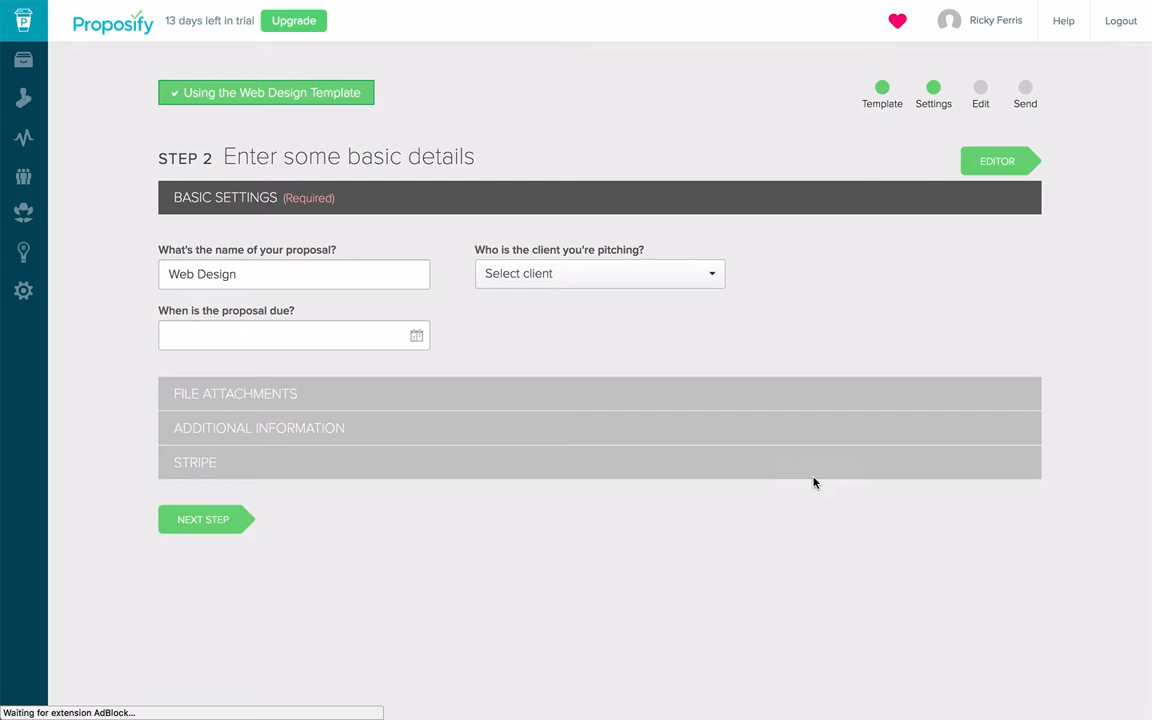 Proposify
13 days left in trial
Upgrade
Ricky Ferris
Help
Logout
Using the Web Design Template
Template
Settings
Edit
Send
STEP 2 Enter some basic details
EDITOR
BASIC SETTINGS (Required)
What's the name of your proposal?
Who is the client you're pitching?
Web Design
Select client
When is the proposal due?
FILE ATTACHMENTS
ADDITIONAL INFORMATION
STRIPE
NEXT STEP
Waiting for extension AdBlock...